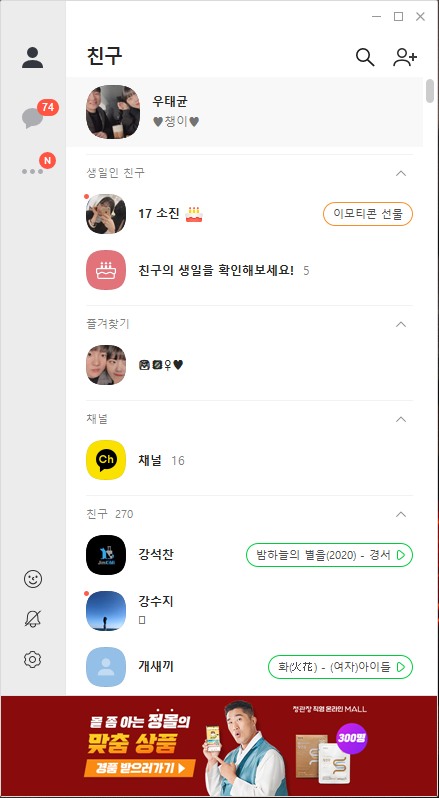 친구
74
N
우태균
♥쟁이♥
생일인 친구
17 소진 🎂
이모티콘 선물
친구의 생일을 확인해보세요! 5
즐겨찾기
♀♥
채널
Ch
채널 16
친구 270
강석찬
밤하늘의 별을(2020) - 경서
강수지
개새끼
화(火花) - (여자)아이들
몰 좀 아는 정몰의
맞춤 상품
경품 받으러가기 ▶
정관장 직영 온라인 MALL
300명